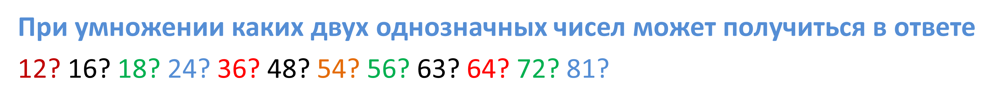 При умножении каких двух однозначных чисел может получиться в ответе
12? 16? 18? 24? 36? 48? 54? 56? 63? 64? 72? 81?